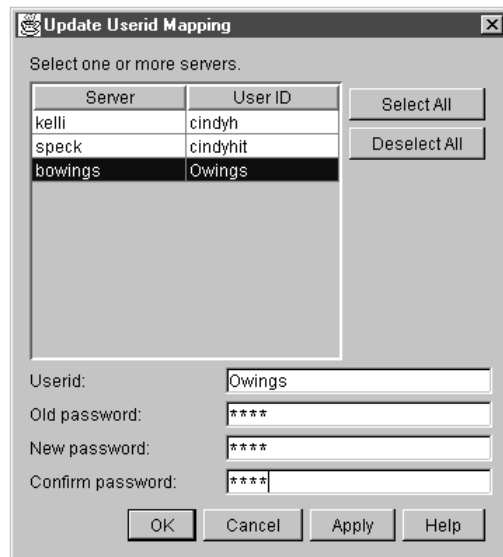 Update Userid Mapping
Select one or more servers.
Server User ID
kelli cindyh
speck cindyhit
bowings Owings
Select All
Deselect All
Userid: Owings
Old password: ****
New password: ****
Confirm password: ****
OK Cancel Apply Help